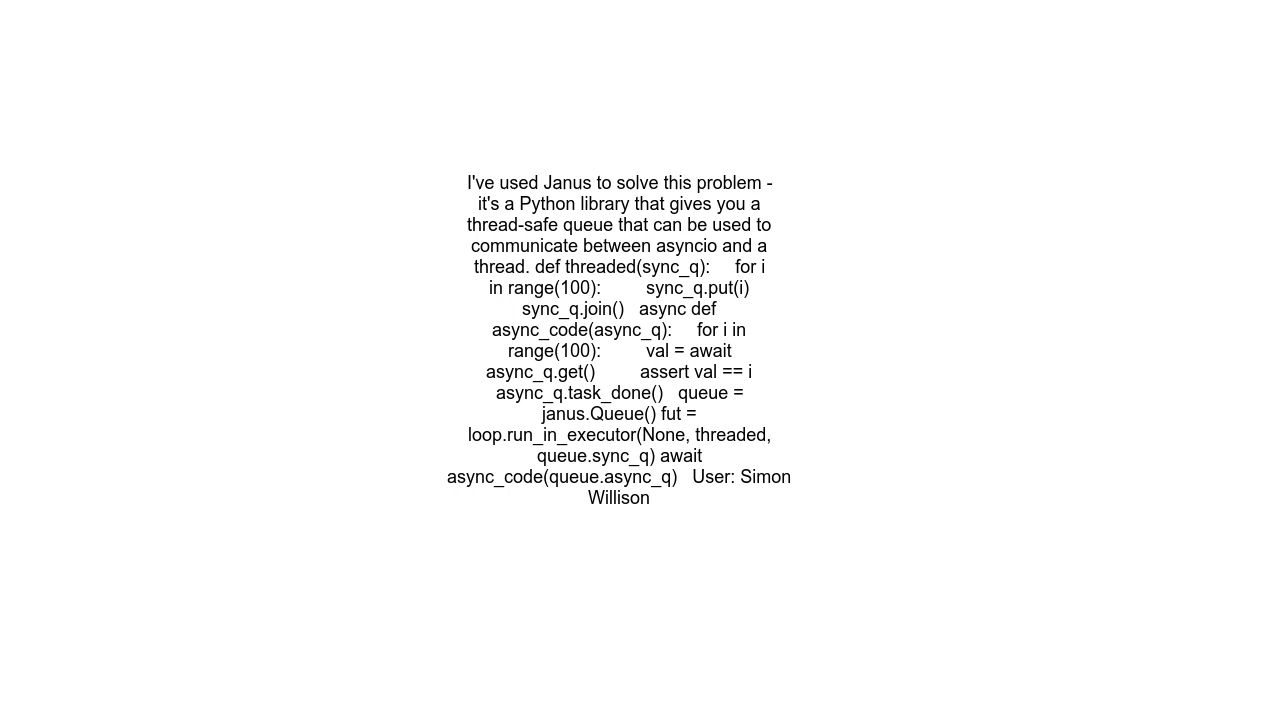 I've used Janus to solve this problem -
it's a Python library that gives you a
thread-safe queue that can be used to
communicate between asyncio and a
thread. def threaded(sync_q):     for i
in range(100):         sync_q.put(i)
sync_q.join()   async def
async_code(async_q):     for i in
range(100):         val = await
async_q.get()         assert val == i
async_q.task_done()   queue =
janus.Queue() fut =
loop.run_in_executor(None, threaded,
queue.sync_q) await
async_code(queue.async_q)   User: Simon
Willison